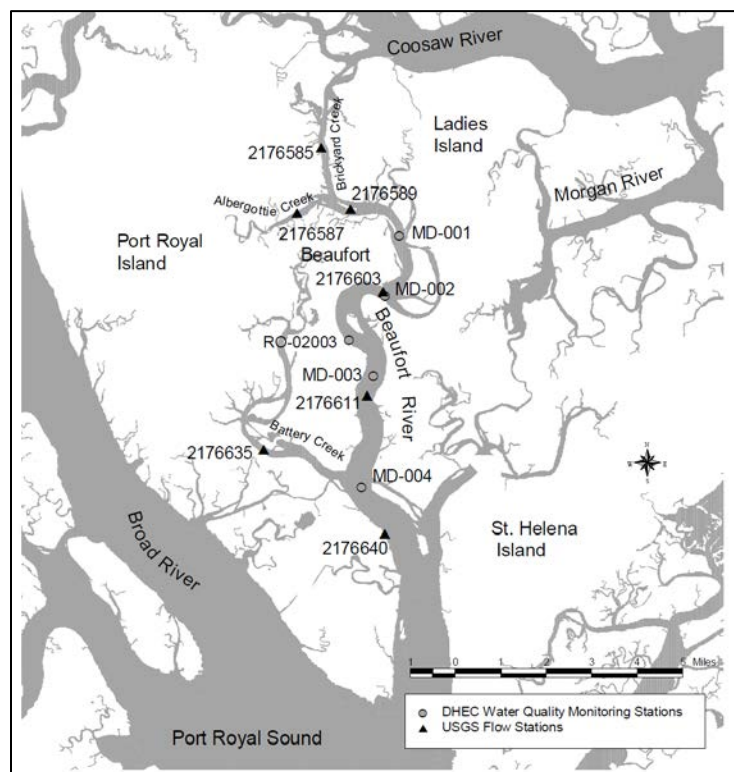 Coosaw River
Ladies
Island
Brickyard Creek
2176585
Morgan River
2176589
Albergottie Creek
2176587
MD-001
Port Royal
Island
Beaufort
2176603
MD-002
Beaufort
River
RO-02003
MD-003
2176611
Battery Creek
2176635
MD-004
N
W
E
S
Broad River
St. Helena
Island
2176640
1 0 1 2 3 4 5 Miles
DHEC Water Quality Monitoring Stations
USGS Flow Stations
Port Royal Sound